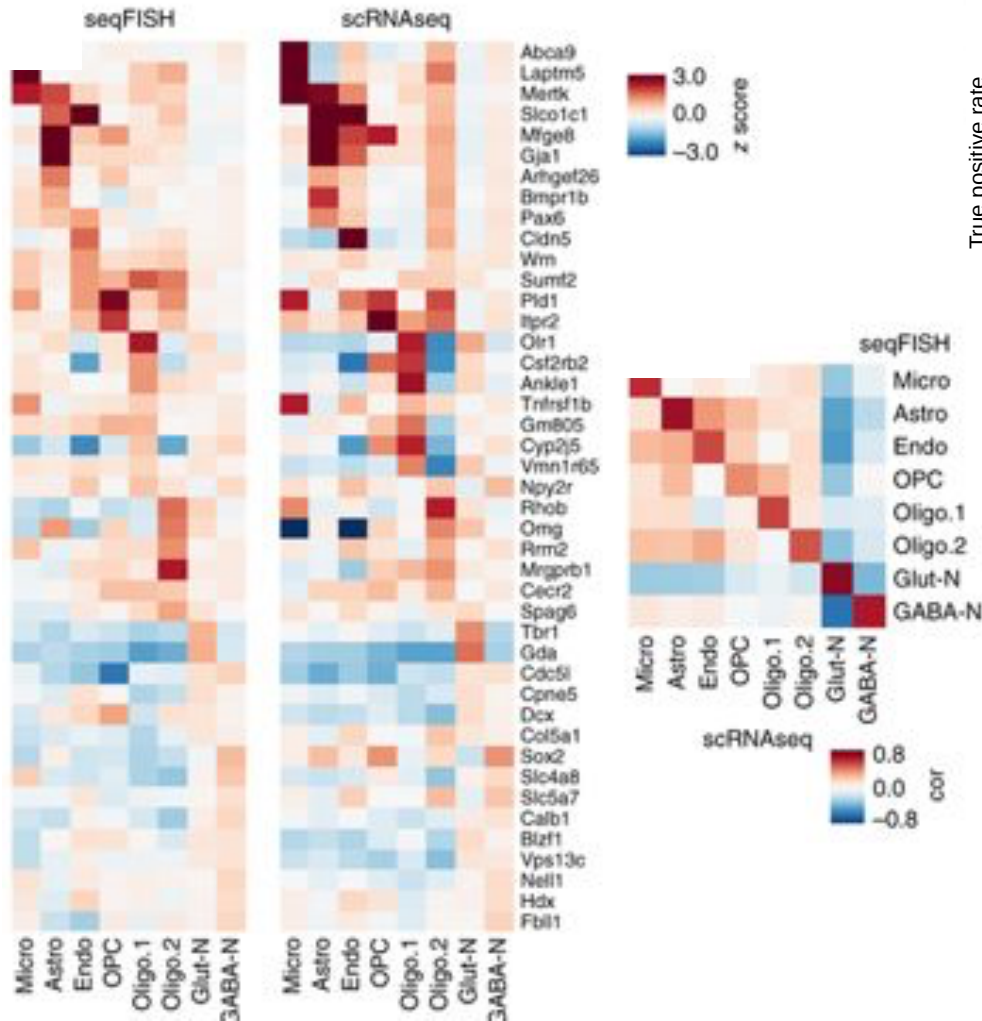 seqFISH
scRNAseq
Abca9
Laptm5
Mertk
Slco1c1
Mfge8
Gja1
Arhgef26
Bmpr1b
Pax6
Cldn5
Wrn
Sumf2
Pld1
Itpr2
Olr1
Csf2rb2
Ankle1
Tnfrsf1b
Gm805
Cyp2j5
Vmn1r65
Npy2r
Rhob
Omg
Rrm2
Mrgprb1
Cecr2
Spag6
Tbr1
Gda
Cdc5l
Cpne5
Dcx
Col5a1
Sox2
Slc4a8
Slc5a7
Calb1
Blzf1
Vps13c
Nell1
Hdx
Fbll1
Micro
Astro
Endo
OPC
Oligo.1
Oligo.2
Glut-N
GABA-N
Micro
Astro
Endo
OPC
Oligo.1
Oligo.2
Glut-N
GABA-N
3.0
0.0
−3.0
z score
True positive rate
seqFISH
Micro
Astro
Endo
OPC
Oligo.1
Oligo.2
Glut-N
GABA-N
Micro
Astro
Endo
OPC
Oligo.1
Oligo.2
Glut-N
GABA-N
scRNAseq
0.8
0.0
−0.8
cor